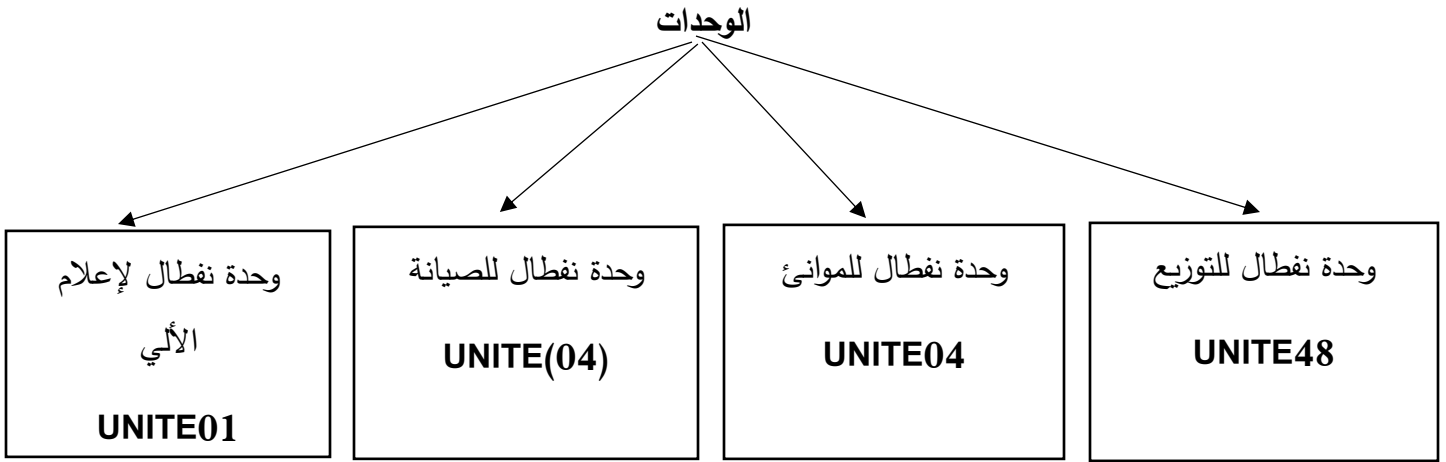 الوحدات
وحدة نفطال للتوزيع
UNITE48
وحدة نفطال للموانئ
UNITE04
وحدة نفطال للصيانة
UNITE(04)
وحدة نفطال لإعلام
الألي
UNITE01